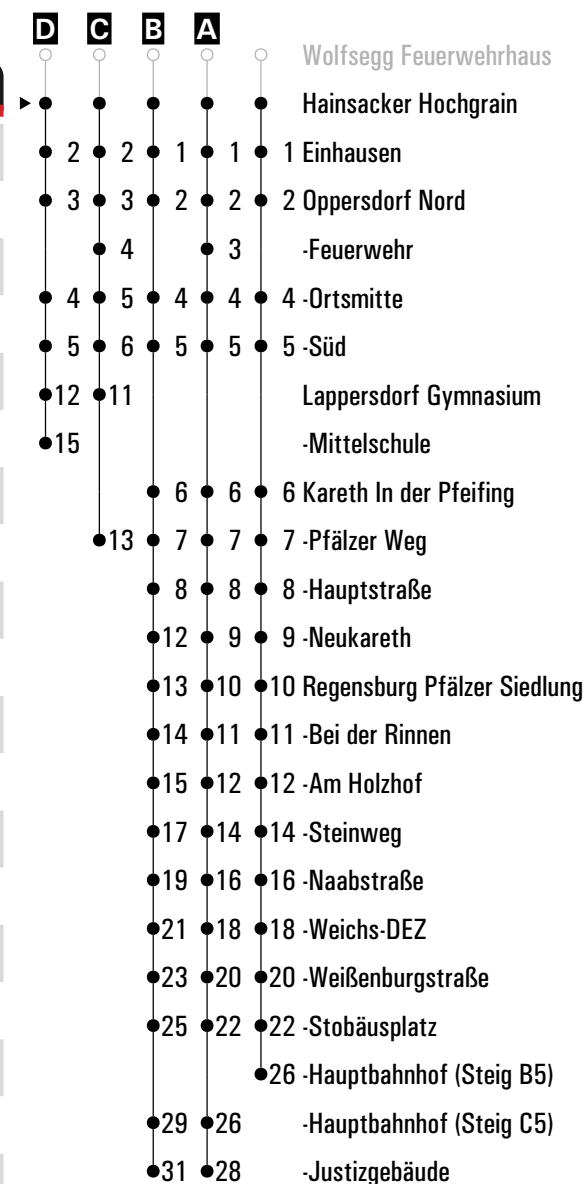 D C B A
Wolfsegg Feuerwehrhaus
Hainsacker Hochgrain
2 2 1 1 1 Einhausen
3 3 2 2 2 Oppersdorf Nord
4 3 -Feuerwehr
4 5 4 4 4 -Ortsmitte
5 6 5 5 5 -Süd
12 11 Lappersdorf Gymnasium
15 -Mittelschule
6 6 6 Kareth In der Pfeifing
13 7 7 7 -Pfälzer Weg
8 8 8 -Hauptstraße
12 9 9 -Neukareth
13 10 10 Regensburg Pfälzer Siedlung
14 11 11 -Bei der Rinnen
15 12 12 -Am Holzhof
17 14 14 -Steinweg
19 16 16 -Naabstraße
21 18 18 -Weichs-DEZ
23 20 20 -Weißenburgstraße
25 22 22 -Stobäusplatz
26 -Hauptbahnhof (Steig B5)
29 26 -Hauptbahnhof (Steig C5)
31 28 -Justizgebäude